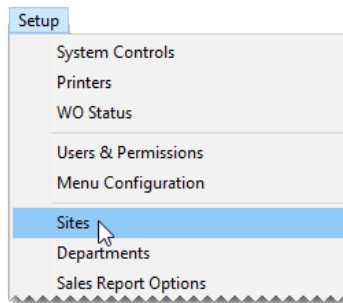 Setup
System Controls
Printers
WO Status
Users & Permissions
Menu Configuration
Sites
Departments
Sales Report Options